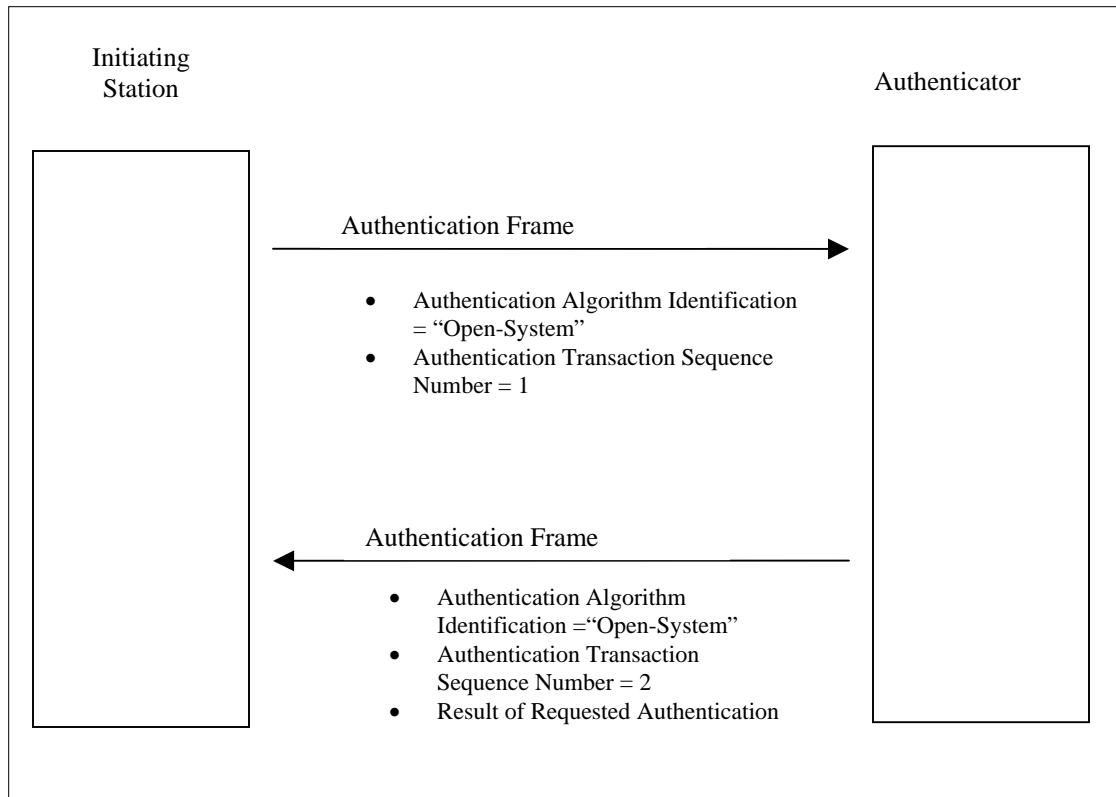 Initiating
Station
Authenticator
Authentication Frame
• Authentication Algorithm Identification
= “Open-System”
• Authentication Transaction Sequence
Number = 1
Authentication Frame
• Authentication Algorithm
Identification =“Open-System”
• Authentication Transaction
Sequence Number = 2
• Result of Requested Authentication